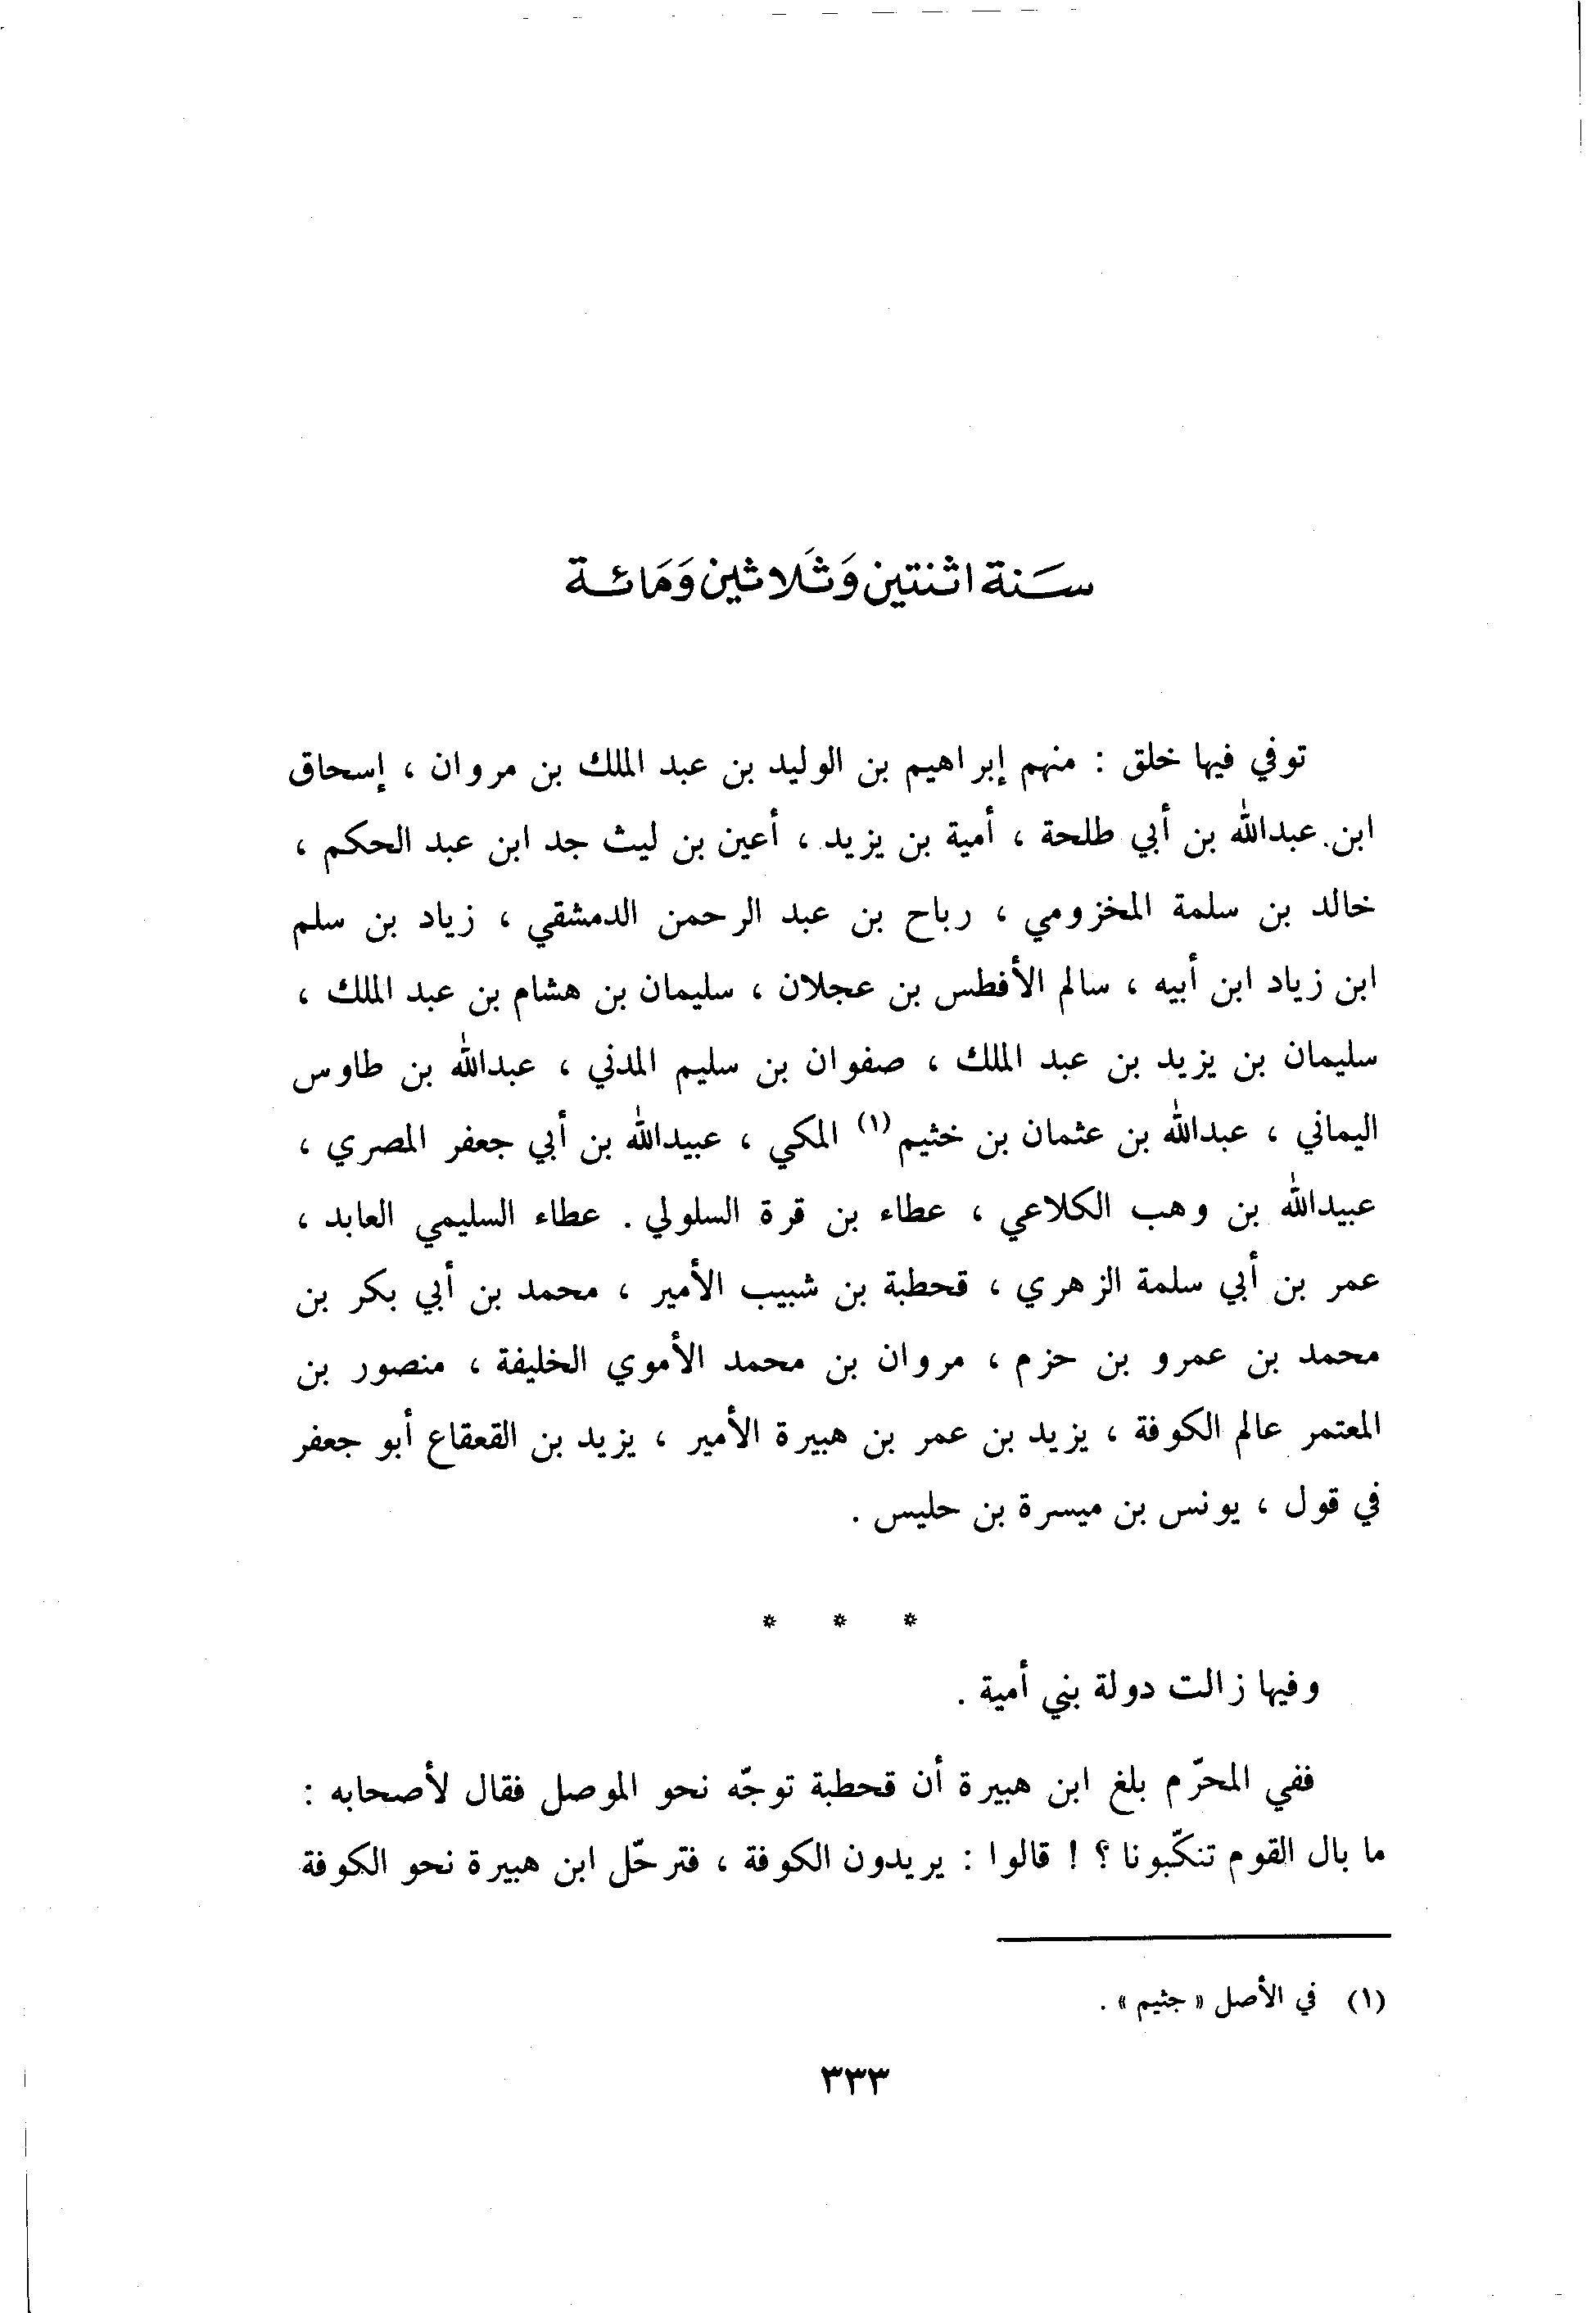 سَنة اثنتين وَثَلاثين وَمَائة
توفي فيها خلق : منهم إبراهيم بن الوليد بن عبد الملك بن مروان ، إسحاق
ابن عبدالله بن أبي طلحة ، أمية بن يزيد ، أعين بن ليث جد ابن عبد الحكم ،
خالد بن سلمة المخزومي ، رباح بن عبد الرحمن الدمشقي ، زياد بن سلم
ابن زياد ابن أبيه ، سالم الأفطس بن عجلان ، سليمان بن هشام بن عبد الملك ،
سليمان بن يزيد بن عبد الملك ، صفوان بن سليم المدني ، عبدالله بن طاوس
اليماني ، عبدالله بن عثمان بن خثيم (١) المكي ، عبيدالله بن أبي جعفر المصري ،
عبيدالله بن وهب الكلاعي ، عطاء بن قرة السلولي . عطاء السليمي العابد ،
عمر بن أبي سلمة الزهري ، قحطبة بن شبيب الأمير ، محمد بن أبي بكر بن
محمد بن عمرو بن حزم ، مروان بن محمد الأموي الخليفة ، منصور بن
المعتمر عالم الكوفة ، يزيد بن عمر بن هبيرة الأمير ، يزيد بن القعقاع أبو جعفر
في قول ، يونس بن ميسرة بن حليس .
* * *
وفيها زالت دولة بني أمية .
ففي المحرّم بلغ ابن هبيرة أن قحطبة توجّه نحو الموصل فقال لأصحابه :
ما بال القوم تنكّبونا ؟ ! قالوا : يريدون الكوفة ، فترحّل ابن هبيرة نحو الكوفة
(١) في الأصل « جثيم » .
٣٣٣